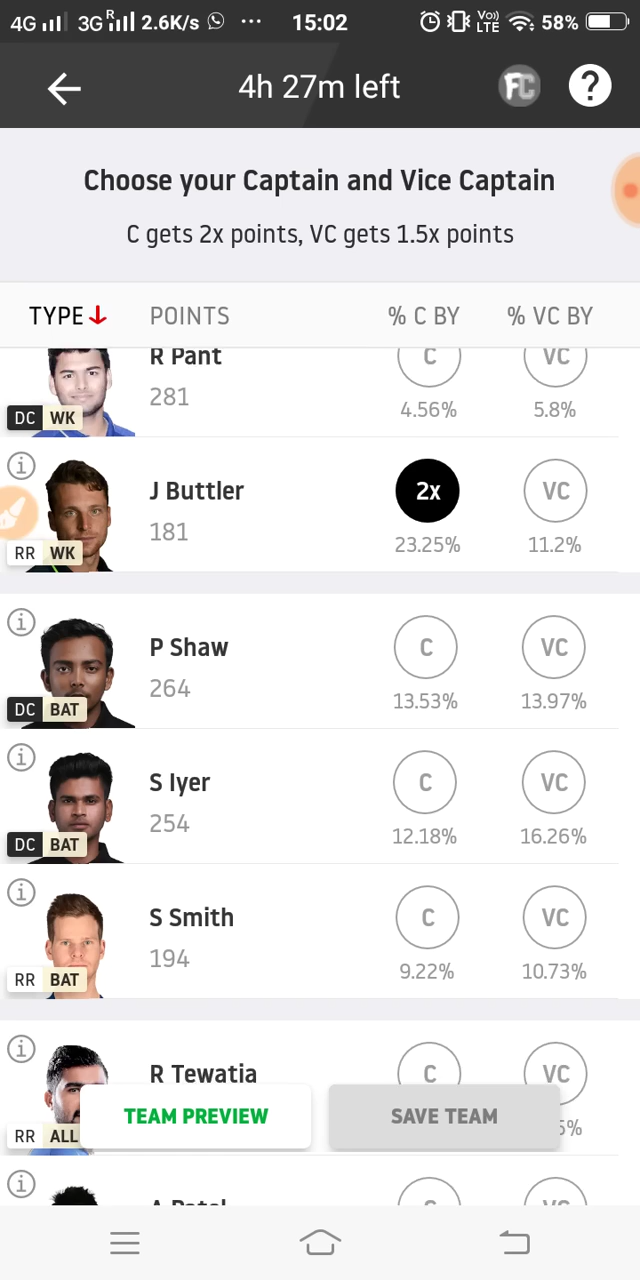 4G 3G R 2.6K/s ... 15:02 Vo) LTE 58%
4h 27m left FC ?
Choose your Captain and Vice Captain
C gets 2x points, VC gets 1.5x points
TYPE POINTS % C BY % VC BY
R Pant C VC
281 4.56% 5.8%
DC WK
J Buttler 2x VC
181 23.25% 11.2%
RR WK
P Shaw C VC
264 13.53% 13.97%
DC BAT
S Iyer C VC
254 12.18% 16.26%
DC BAT
S Smith C VC
194 9.22% 10.73%
RR BAT
R Tewatia C VC
TEAM PREVIEW SAVE TEAM
RR ALL